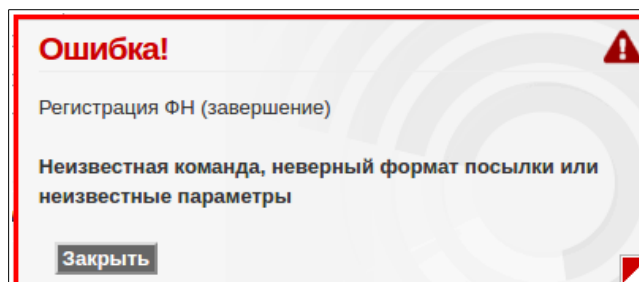 Ошибка!
Регистрация ФН (завершение)
Неизвестная команда, неверный формат посылки или
неизвестные параметры
Закрыть